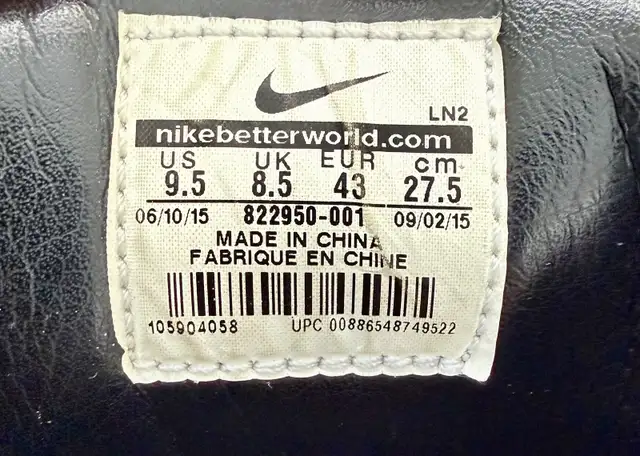 LN2
nikebetterworld.com
US UK EUR cm
9.5 8.5 43 27.5
06/10/15 822950-001 09/02/15
MADE IN CHINA
FABRIQUE EN CHINE
105904058 UPC 00886548749522